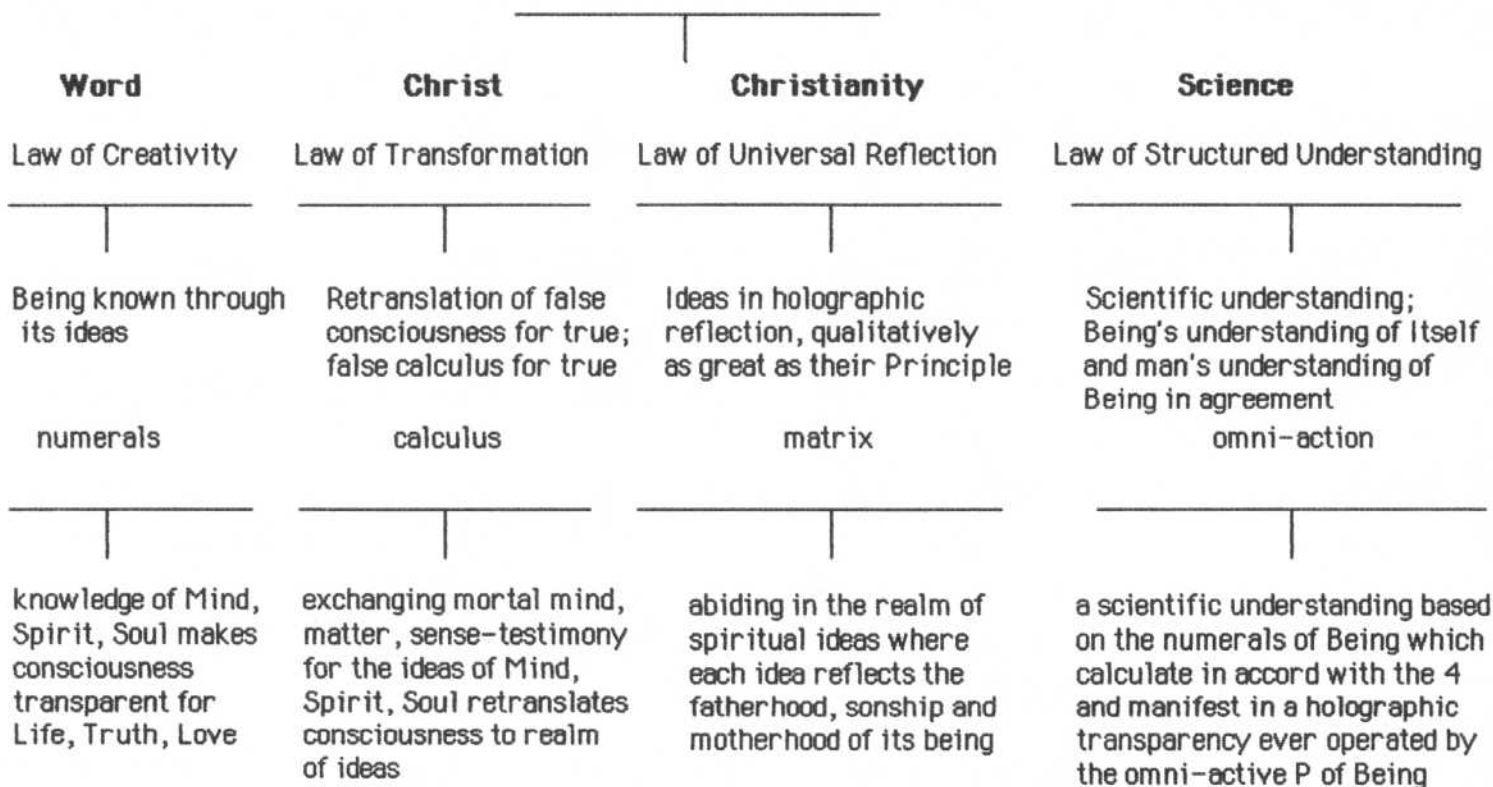 Word
Christ
Christianity
Science
Law of Creativity
Law of Transformation
Law of Universal Reflection
Law of Structured Understanding
Being known through
its ideas
Retranslation of false
consciousness for true;
false calculus for true
Ideas in holographic
reflection, qualitatively
as great as their Principle
Scientific understanding;
Being's understanding of Itself
and man's understanding of
Being in agreement
numerals
calculus
matrix
omni-action
knowledge of Mind,
Spirit, Soul makes
consciousness
transparent for
Life, Truth, Love
exchanging mortal mind,
matter, sense-testimony
for the ideas of Mind,
Spirit, Soul retranslates
consciousness to realm
of ideas
abiding in the realm of
spiritual ideas where
each idea reflects the
fatherhood, sonship and
motherhood of its being
a scientific understanding based
on the numerals of Being which
calculate in accord with the 4
and manifest in a holographic
transparency ever operated by
the omni-active P of Being